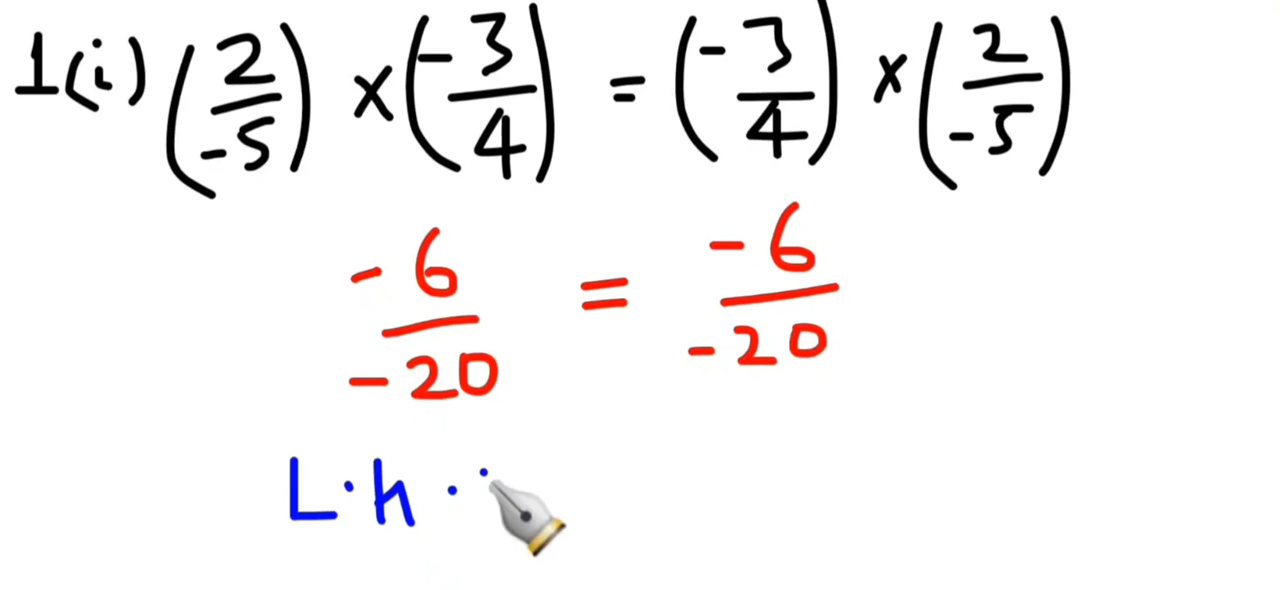 1(i) (2/-5) × (-3/4) = (-3/4) × (2/-5)
-6/-20 = -6/-20
L.h.